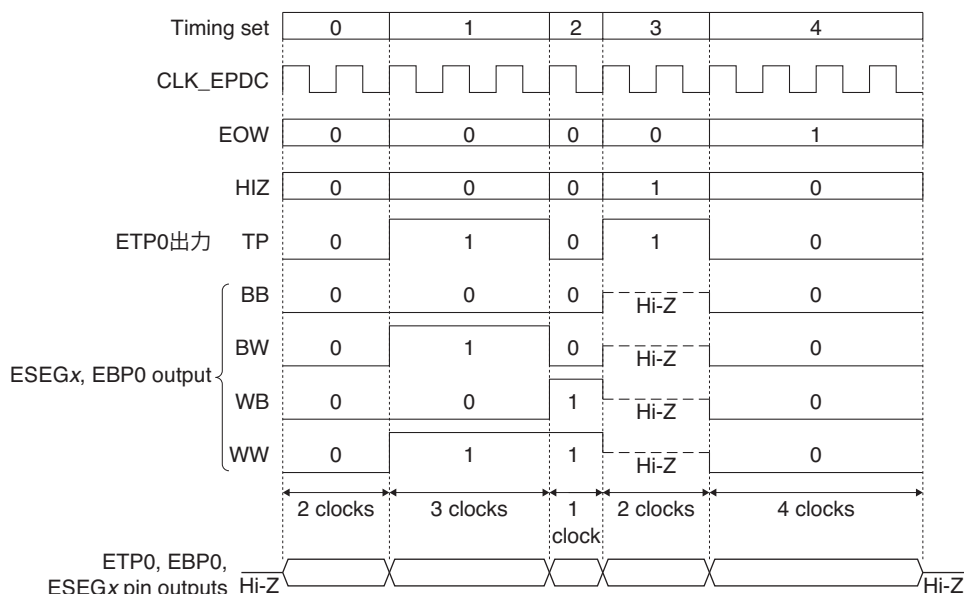 Timing set 0 1 2 3 4
CLK_EPDC
EOW 0 0 0 0 1
HIZ 0 0 0 1 0
ETP0出力 TP 0 1 0 1 0
BB 0 0 0 Hi-Z 0
BW 0 1 0 Hi-Z 0
ESEGx, EBP0 output
WB 0 0 1 Hi-Z 0
WW 0 1 1 Hi-Z 0
2 clocks 3 clocks 1 clock 2 clocks 4 clocks
ETP0, EBP0,
ESEGx pin outputs Hi-Z Hi-Z